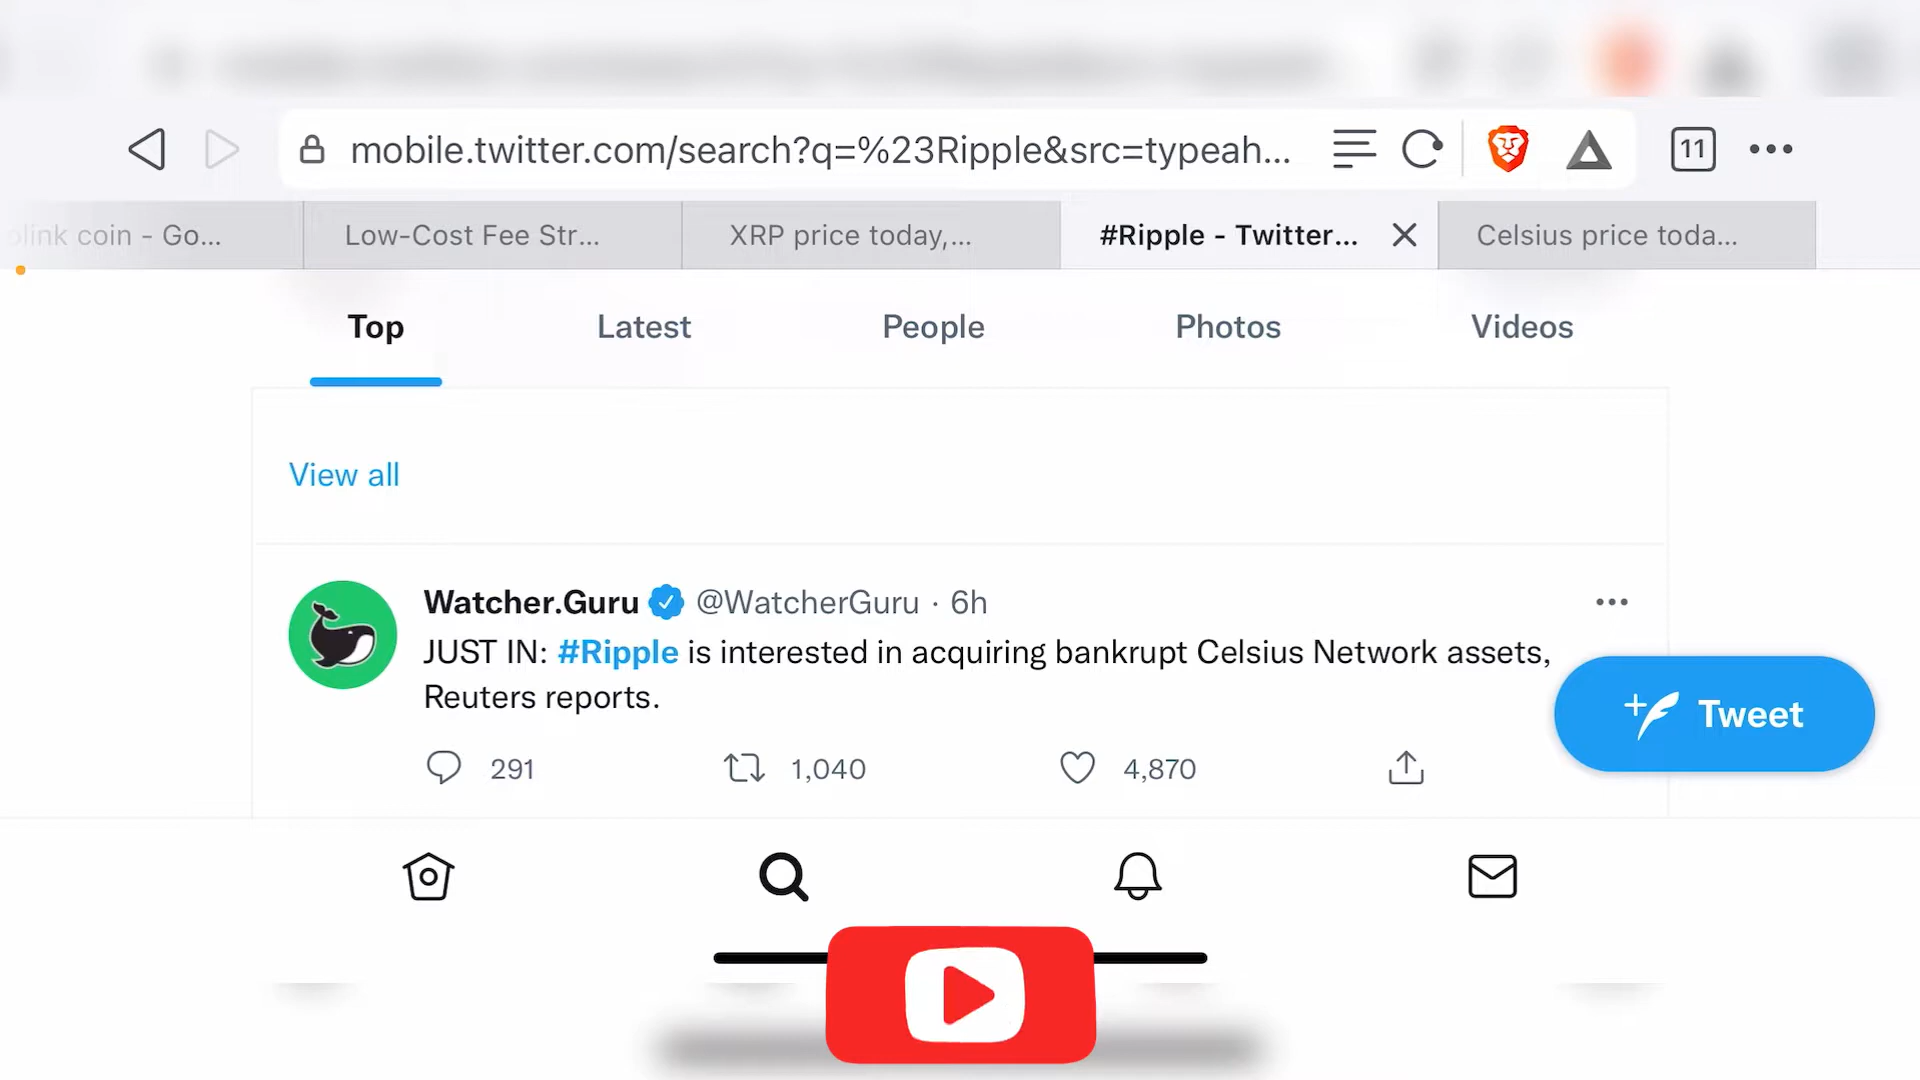 mobile.twitter.com/search?q=%23Ripple&src=typeah...
11
link coin - Go...
Low-Cost Fee Str...
XRP price today,...
#Ripple - Twitter...
Celsius price toda...
Top
Latest
People
Photos
Videos
View all
Watcher.Guru @WatcherGuru · 6h
JUST IN: #Ripple is interested in acquiring bankrupt Celsius Network assets,
Reuters reports.
Tweet
291
1,040
4,870